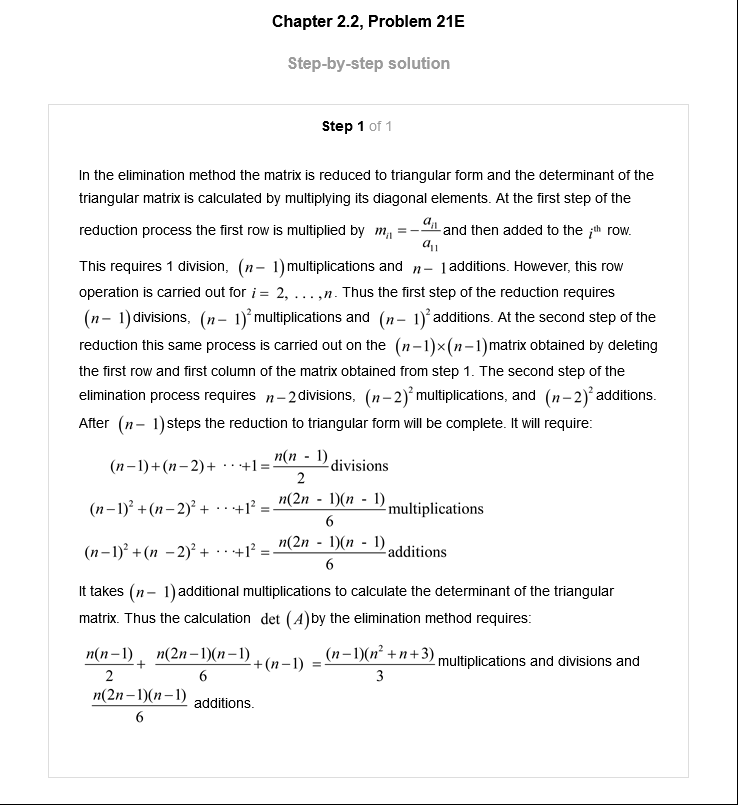 Chapter 2.2, Problem 21E
Step-by-step solution
Step 1 of 1
In the elimination method the matrix is reduced to triangular form and the determinant of the
triangular matrix is calculated by multiplying its diagonal elements. At the first step of the
reduction process the first row is multiplied by m_{i1} = -\frac{a_{i1}}{a_{11}} and then added to the i^{th} row.
This requires 1 division, (n − 1) multiplications and n − 1 additions. However, this row
operation is carried out for i = 2, ...,n. Thus the first step of the reduction requires
(n − 1) divisions, (n − 1)² multiplications and (n − 1)² additions. At the second step of the
reduction this same process is carried out on the (n−1)×(n−1) matrix obtained by deleting
the first row and first column of the matrix obtained from step 1. The second step of the
elimination process requires n−2 divisions, (n−2)² multiplications, and (n−2)² additions.
After (n − 1) steps the reduction to triangular form will be complete. It will require:
(n−1)+(n−2)+ ···+1 = \frac{n(n - 1)}{2} divisions
(n−1)² +(n−2)² + ···+1² = \frac{n(2n - 1)(n - 1)}{6} multiplications
(n−1)² +(n −2)² + ···+1² = \frac{n(2n - 1)(n - 1)}{6} additions
It takes (n − 1) additional multiplications to calculate the determinant of the triangular
matrix. Thus the calculation det (A) by the elimination method requires:
\frac{n(n−1)}{2} + \frac{n(2n−1)(n−1)}{6} +(n−1) = \frac{(n−1)(n² +n+3)}{3} multiplications and divisions and
\frac{n(2n−1)(n−1)}{6} additions.